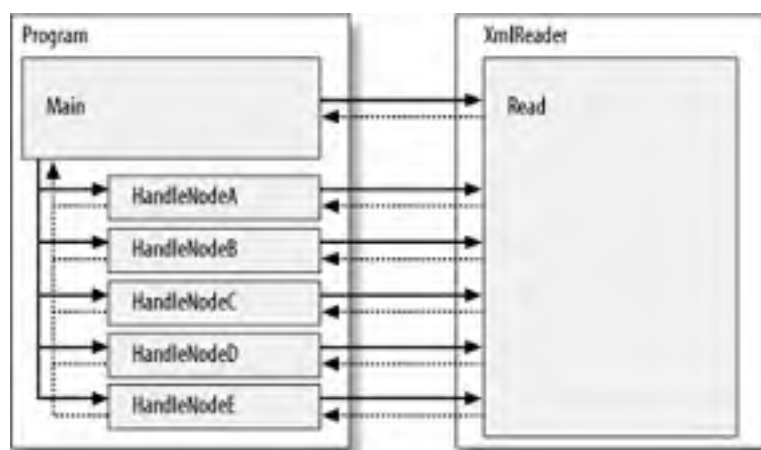 Program
Main
HandleNodeA
HandleNodeB
HandleNodeC
HandleNodeD
HandleNodeE
XmlReader
Read